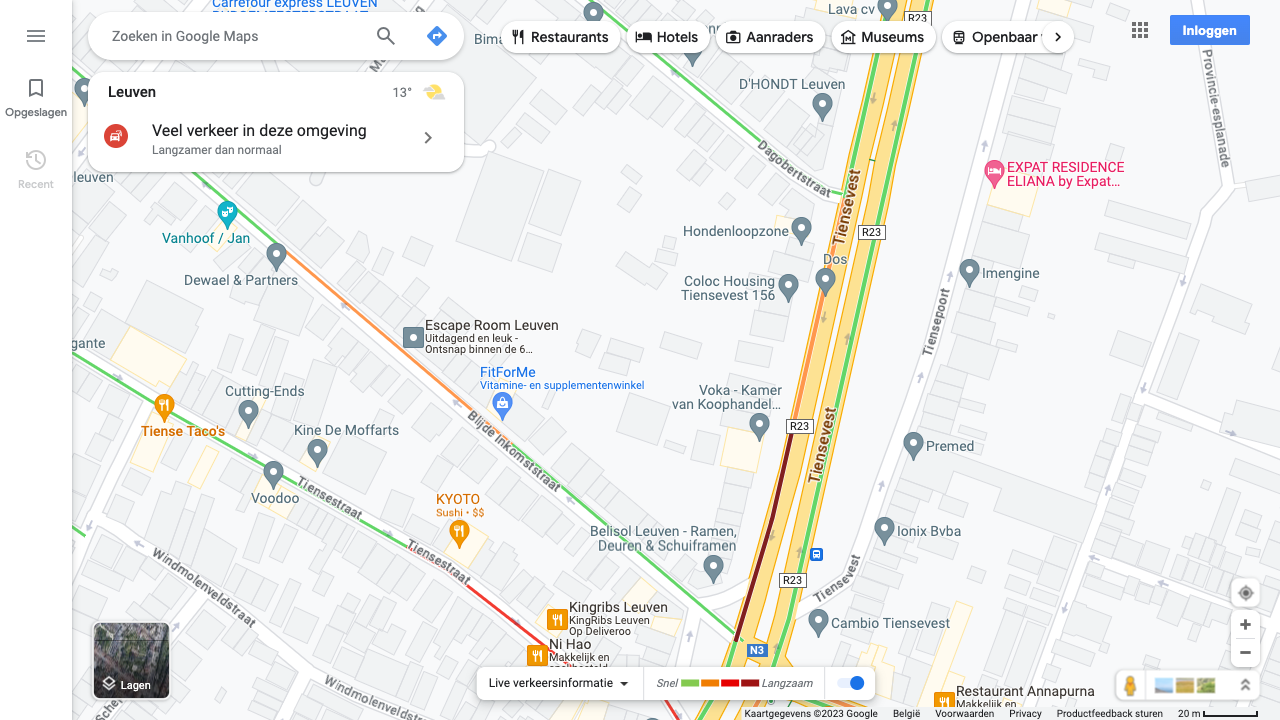 Carrefour express LEUVEN
Zoeken in Google Maps
Restaurants
Hotels
Aanraders
Museums
Openbaar
Inloggen
Opgeslagen
Recent
Leuven
13°
Veel verkeer in deze omgeving
Langzamer dan normaal
Lava cv
R23
D'HONDT Leuven
Dagobertstraat
Tiensevest
Provincie-esplanade
EXPAT RESIDENCE
ELIANA by Expat…
leuven
Vanhoof / Jan
Dewael & Partners
Hondenloopzone
R23
Dos
Coloc Housing
Tiensevest 156
Imengine
Tiensepoort
Escape Room Leuven
Uitdagend en leuk -
Ontsnap binnen de 6…
gante
FitForMe
Vitamine- en supplementenwinkel
Cutting-Ends
Voka - Kamer
van Koophandel…
Tiense Taco's
Kine De Moffarts
Blijde Inkomststraat
R23
Tiensevest
Premed
Voodoo
Tiensestraat
KYOTO
Sushi • $$
Tiensestraat
Belisol Leuven - Ramen,
Deuren & Schuiframen
Ionix Bvba
Windmolenveldstraat
R23
Tiensevest
Kingribs Leuven
KingRibs Leuven
Op Deliveroo
Cambio Tiensevest
Ni Hao
Makkelijk en
N3
Lagen
Windmolenveldstraat
Live verkeersinformatie
Snel
Langzaam
Restaurant Annapurna
Makkelijk en
Kaartgegevens ©2023 Google
België
Voorwaarden
Privacy
Productfeedback sturen
20 m